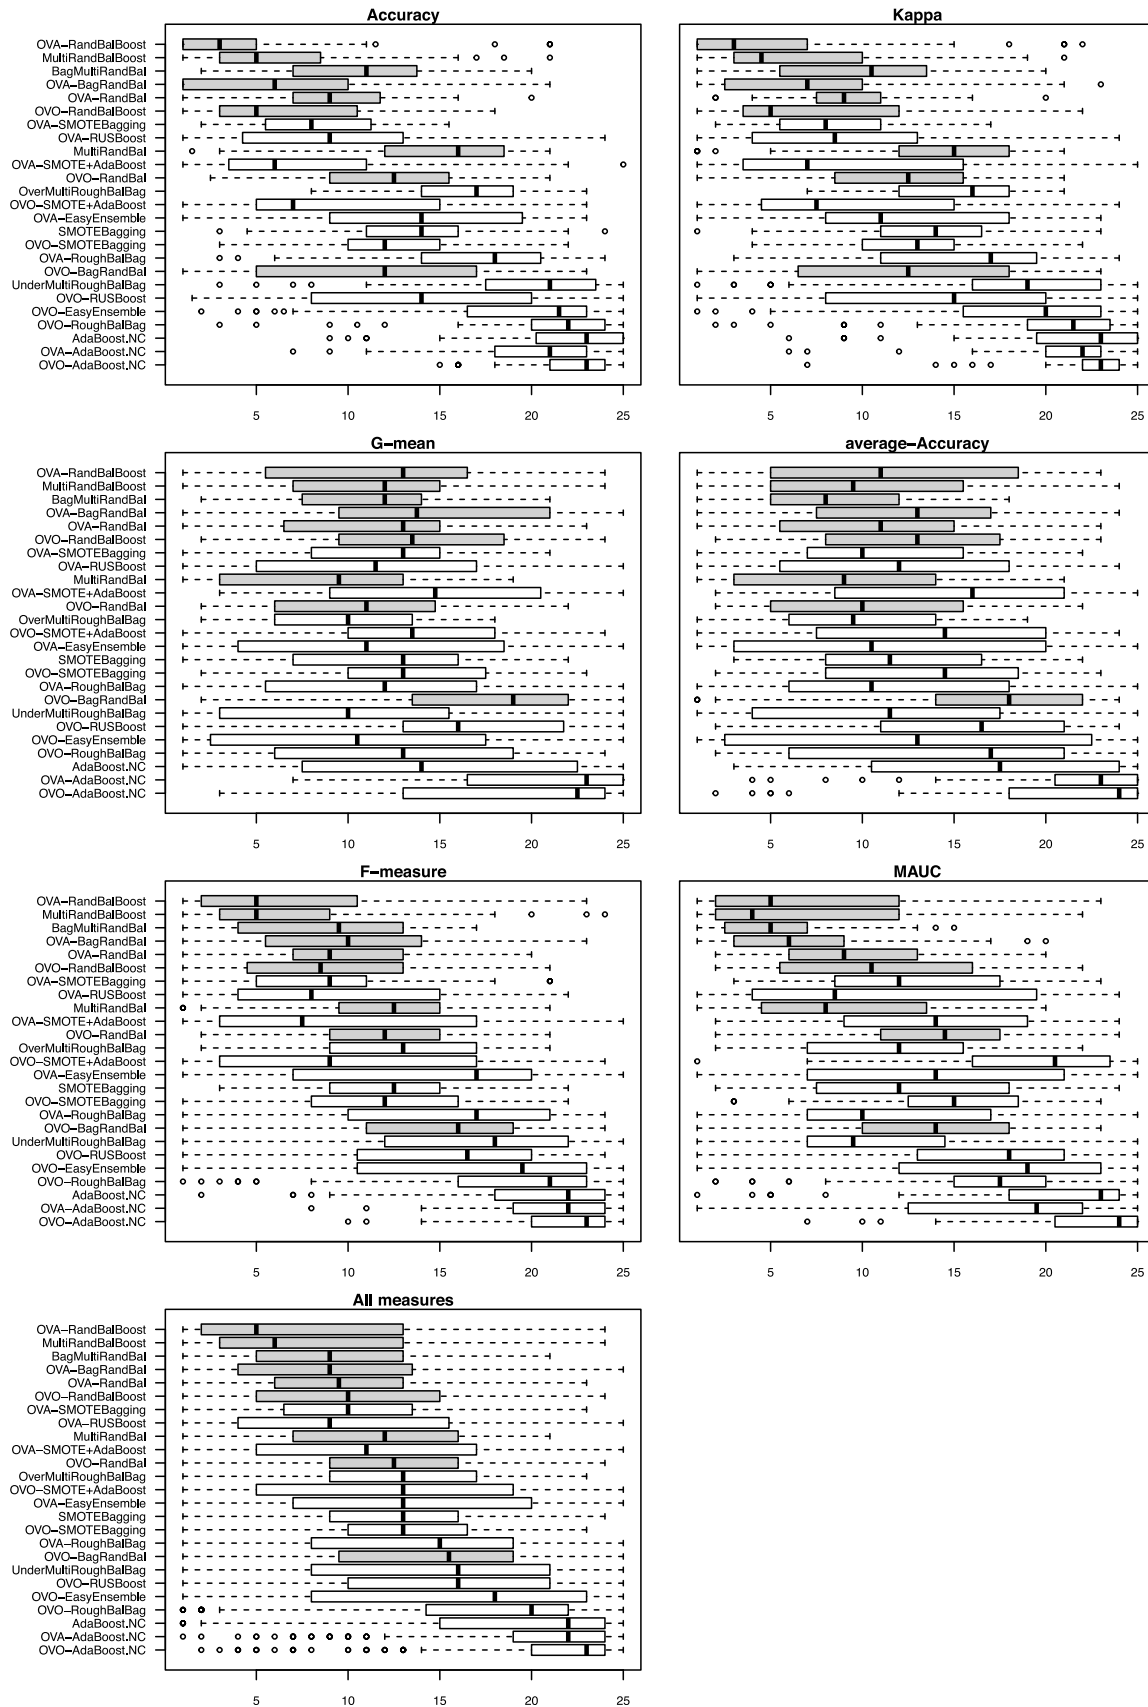 Accuracy
OVA-RandBalBoost
MultiRandBalBoost
BagMultiRandBal
OVA-BagRandBal
OVA-RandBal
OVO-RandBalBoost
OVA-SMOTEBagging
OVA-RUSBoost
MultiRandBal
OVA-SMOTE+AdaBoost
OVO-RandBal
OverMultiRoughBalBag
OVO-SMOTE+AdaBoost
OVA-EasyEnsemble
SMOTEBagging
OVO-SMOTEBagging
OVA-RoughBalBag
OVO-BagRandBal
UnderMultiRoughBalBag
OVO-RUSBoost
OVO-EasyEnsemble
OVO-RoughBalBag
AdaBoost.NC
OVA-AdaBoost.NC
OVO-AdaBoost.NC
5 10 15 20 25
Kappa
5 10 15 20 25
G-mean
OVA-RandBalBoost
MultiRandBalBoost
BagMultiRandBal
OVA-BagRandBal
OVA-RandBal
OVO-RandBalBoost
OVA-SMOTEBagging
OVA-RUSBoost
MultiRandBal
OVA-SMOTE+AdaBoost
OVO-RandBal
OverMultiRoughBalBag
OVO-SMOTE+AdaBoost
OVA-EasyEnsemble
SMOTEBagging
OVO-SMOTEBagging
OVA-RoughBalBag
OVO-BagRandBal
UnderMultiRoughBalBag
OVO-RUSBoost
OVO-EasyEnsemble
OVO-RoughBalBag
AdaBoost.NC
OVA-AdaBoost.NC
OVO-AdaBoost.NC
5 10 15 20 25
average-Accuracy
5 10 15 20 25
F-measure
OVA-RandBalBoost
MultiRandBalBoost
BagMultiRandBal
OVA-BagRandBal
OVA-RandBal
OVO-RandBalBoost
OVA-SMOTEBagging
OVA-RUSBoost
MultiRandBal
OVA-SMOTE+AdaBoost
OVO-RandBal
OverMultiRoughBalBag
OVO-SMOTE+AdaBoost
OVA-EasyEnsemble
SMOTEBagging
OVO-SMOTEBagging
OVA-RoughBalBag
OVO-BagRandBal
UnderMultiRoughBalBag
OVO-RUSBoost
OVO-EasyEnsemble
OVO-RoughBalBag
AdaBoost.NC
OVA-AdaBoost.NC
OVO-AdaBoost.NC
5 10 15 20 25
MAUC
5 10 15 20 25
All measures
OVA-RandBalBoost
MultiRandBalBoost
BagMultiRandBal
OVA-BagRandBal
OVA-RandBal
OVO-RandBalBoost
OVA-SMOTEBagging
OVA-RUSBoost
MultiRandBal
OVA-SMOTE+AdaBoost
OVO-RandBal
OverMultiRoughBalBag
OVO-SMOTE+AdaBoost
OVA-EasyEnsemble
SMOTEBagging
OVO-SMOTEBagging
OVA-RoughBalBag
OVO-BagRandBal
UnderMultiRoughBalBag
OVO-RUSBoost
OVO-EasyEnsemble
OVO-RoughBalBag
AdaBoost.NC
OVA-AdaBoost.NC
OVO-AdaBoost.NC
5 10 15 20 25